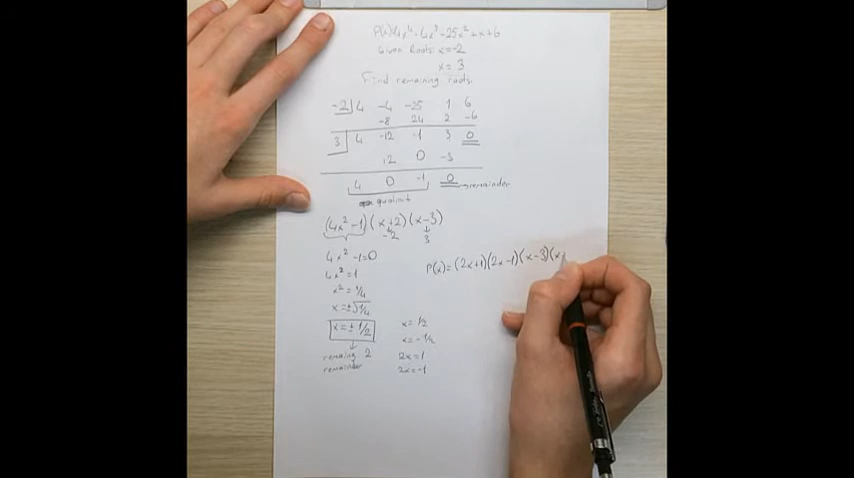 P(x)=4x⁴-4x³-25x²+x+6
Given Roots: x=-2
x=3
Find remaining roots.
-2 4 -4 -25 1 6
-8 24 2 -6
3 4 -12 -1 3 0
12 0 -3
4 0 -1 0 → remainder
quotient
(4x²-1)(x+2)(x-3)
-2 3
4x²-1=0
4x²=1
x²=1/4
x=±√1/4
x=±1/2
remaing 2
remainder
x=1/2
x=-1/2
2x=1
2x=-1
P(x)=(2x+1)(2x-1)(x-3)(x